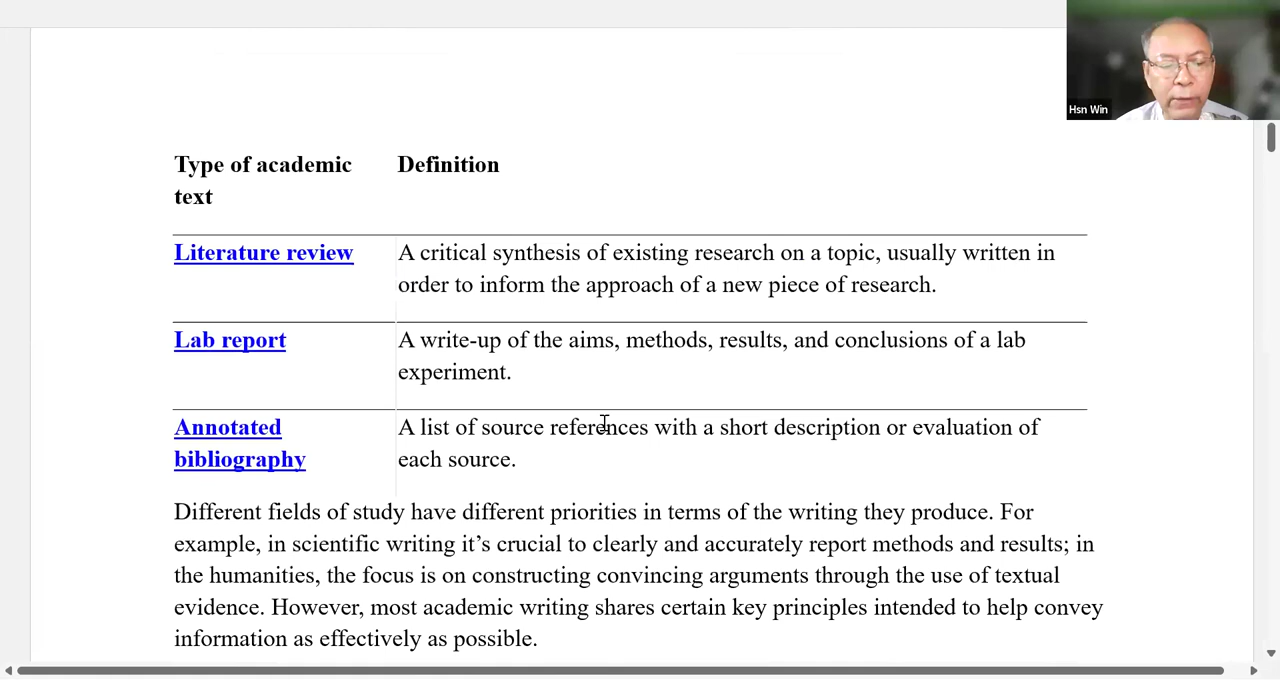 Hsn Win
Type of academic
text
Definition
Literature review
A critical synthesis of existing research on a topic, usually written in
order to inform the approach of a new piece of research.
Lab report
A write-up of the aims, methods, results, and conclusions of a lab
experiment.
Annotated
bibliography
A list of source references with a short description or evaluation of
each source.
Different fields of study have different priorities in terms of the writing they produce. For
example, in scientific writing it’s crucial to clearly and accurately report methods and results; in
the humanities, the focus is on constructing convincing arguments through the use of textual
evidence. However, most academic writing shares certain key principles intended to help convey
information as effectively as possible.